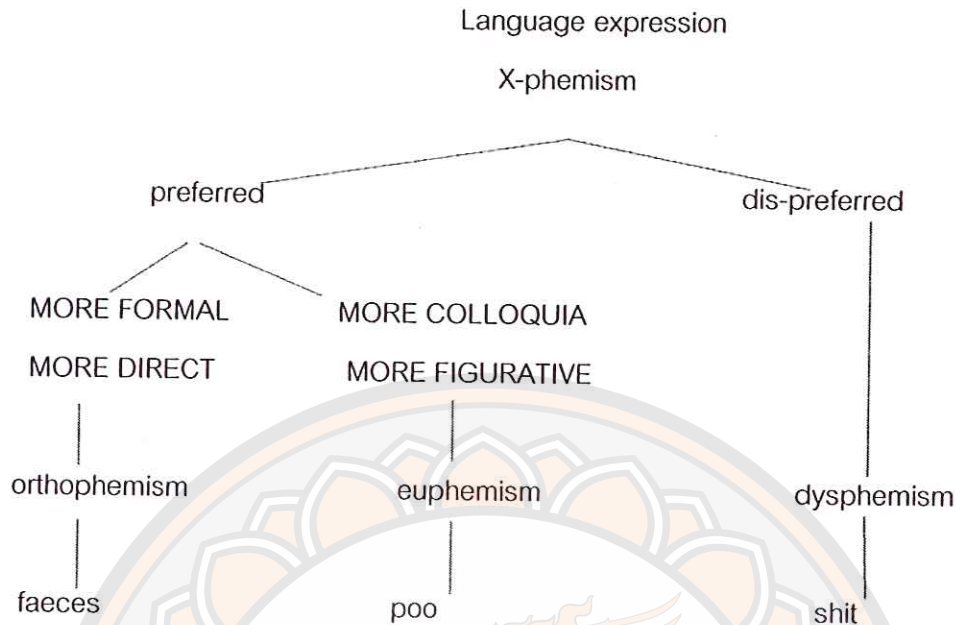 Language expression
X-phemism
preferred
dis-preferred
MORE FORMAL
MORE COLLOQUIA
MORE DIRECT
MORE FIGURATIVE
orthophemism
euphemism
dysphemism
faeces
poo
shit